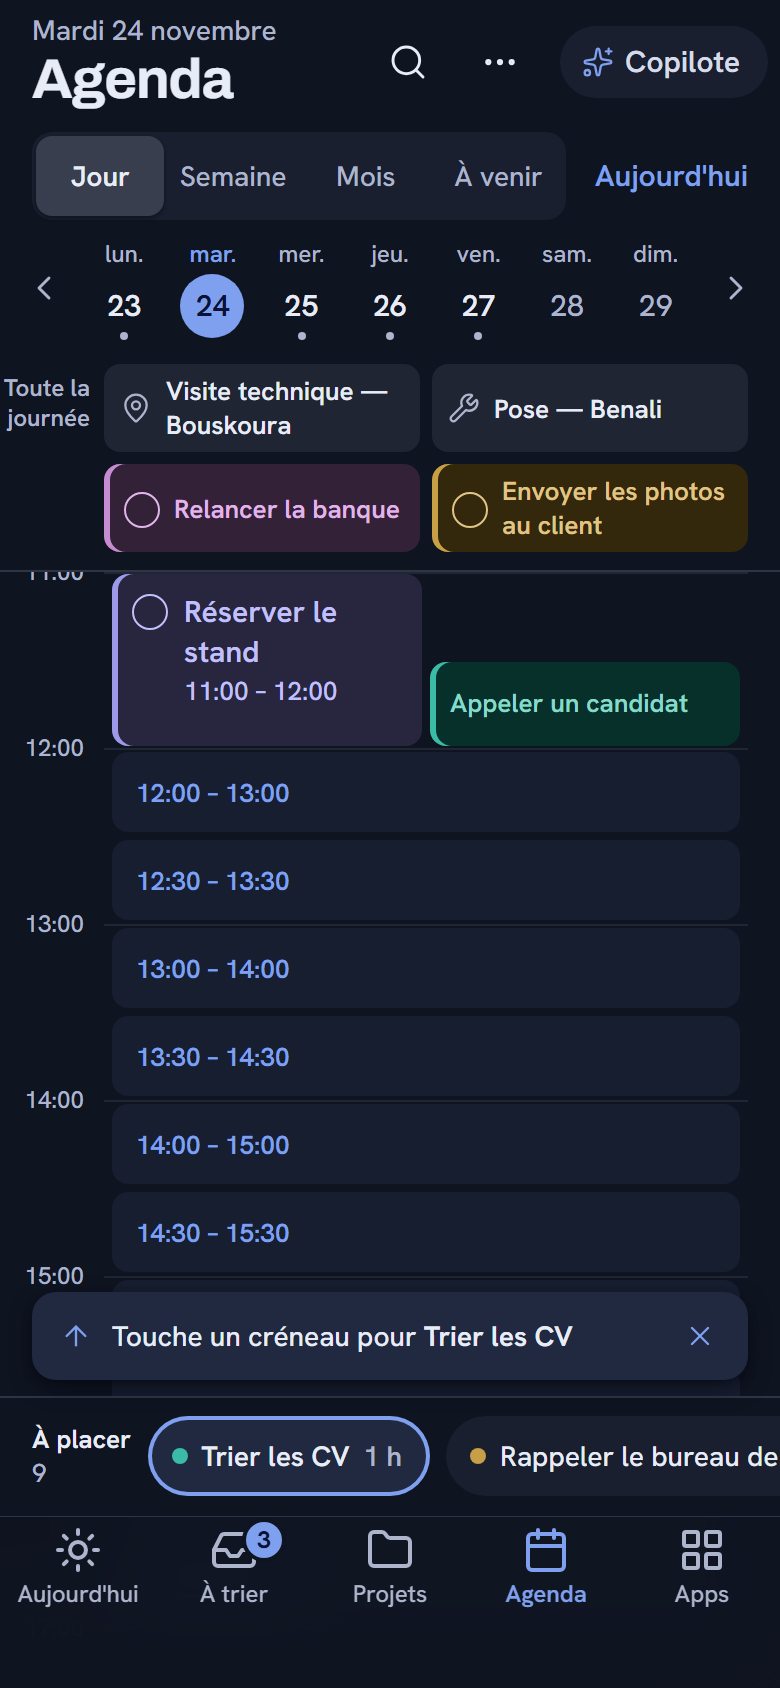 Mardi 24 novembre
Agenda
Copilote
Jour
Semaine
Mois
À venir
Aujourd'hui
lun.
mar.
mer.
jeu.
ven.
sam.
dim.
23
24
25
26
27
28
29
Toute la
journée
Visite technique —
Bouskoura
Pose — Benali
Relancer la banque
Envoyer les photos
au client
11:00
Réserver le
stand
11:00 – 12:00
Appeler un candidat
12:00
12:00 – 13:00
12:30 – 13:30
13:00
13:00 – 14:00
13:30 – 14:30
14:00
14:00 – 15:00
14:30 – 15:30
15:00
Touche un créneau pour Trier les CV
À placer
9
Trier les CV 1 h
Rappeler le bureau de
3
Aujourd'hui
À trier
Projets
Agenda
Apps